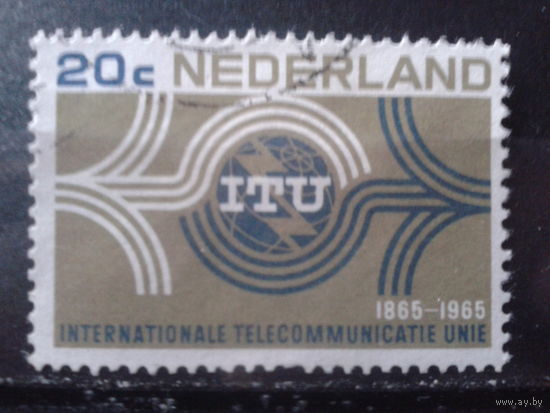 20c NEDERLAND
ITU
1865-1965
INTERNATIONALE TELECOMMUNICATIE UNIE
www.ay.by